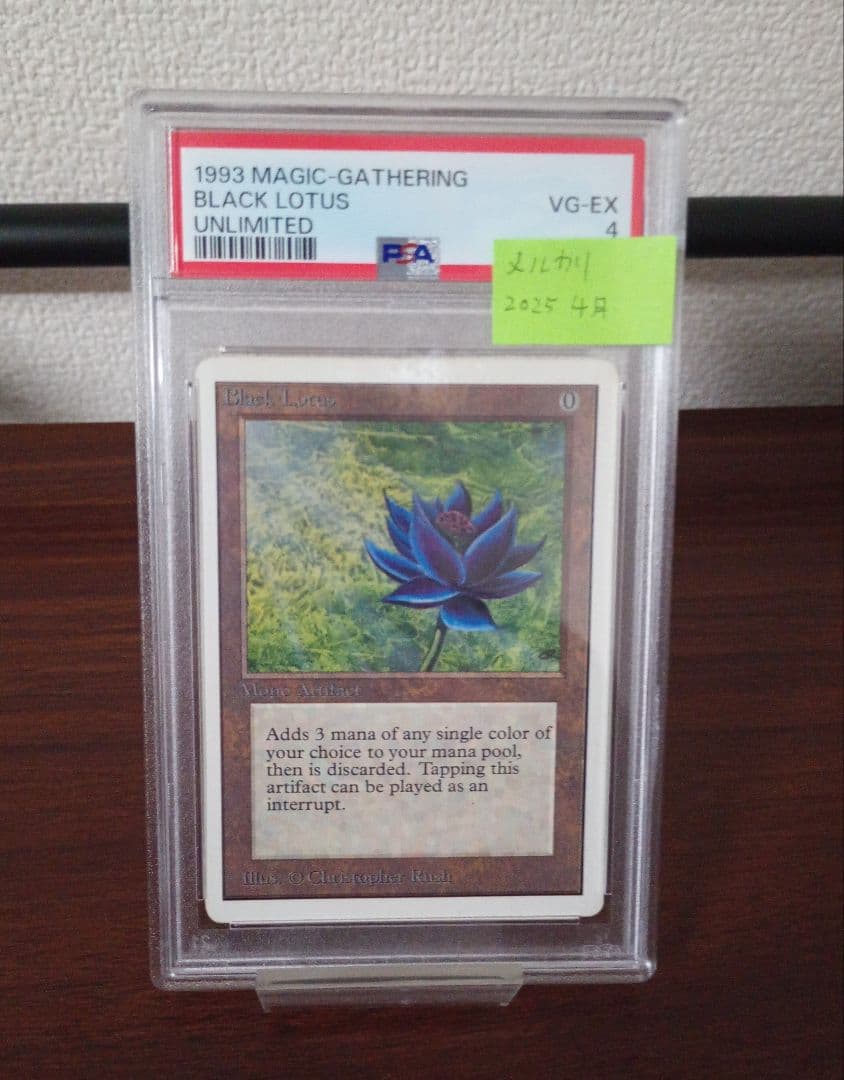 1993 MAGIC-GATHERING
BLACK LOTUS
VG-EX
UNLIMITED
4
PSA
メルカリ
2025 4月
Black Lotus
0
Mono Artifact
Adds 3 mana of any single color of
your choice to your mana pool,
then is discarded. Tapping this
artifact can be played as an
interrupt.
Illus. © Christopher Rush